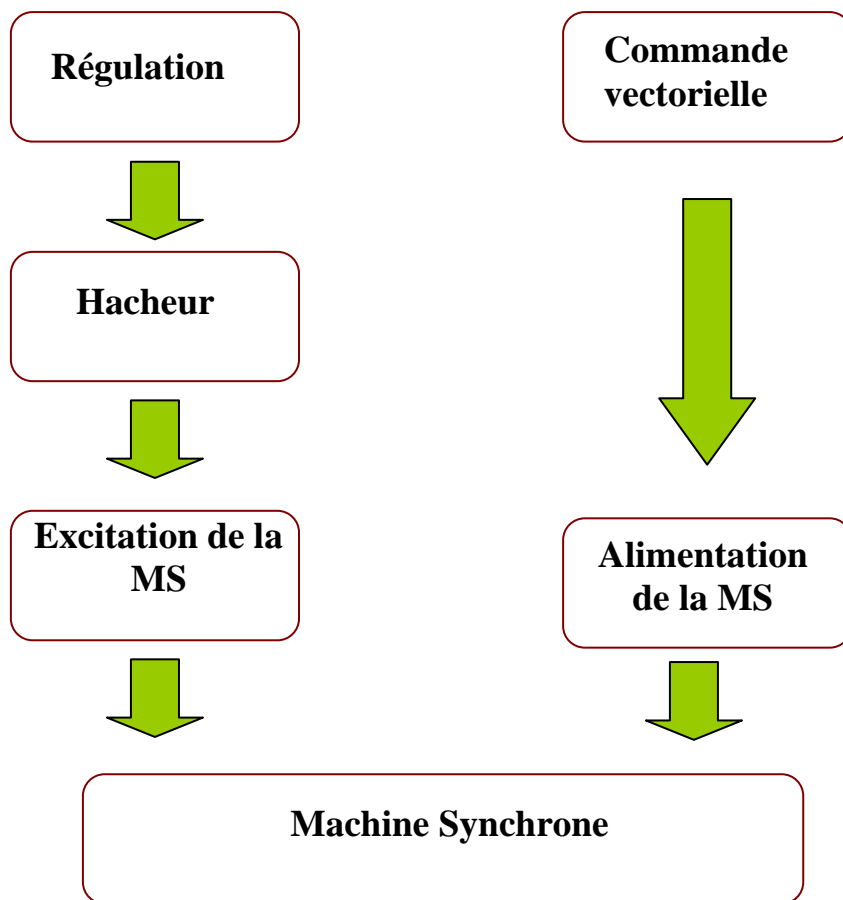 Régulation
Commande
vectorielle
Hacheur
Excitation de la
MS
Alimentation
de la MS
Machine Synchrone